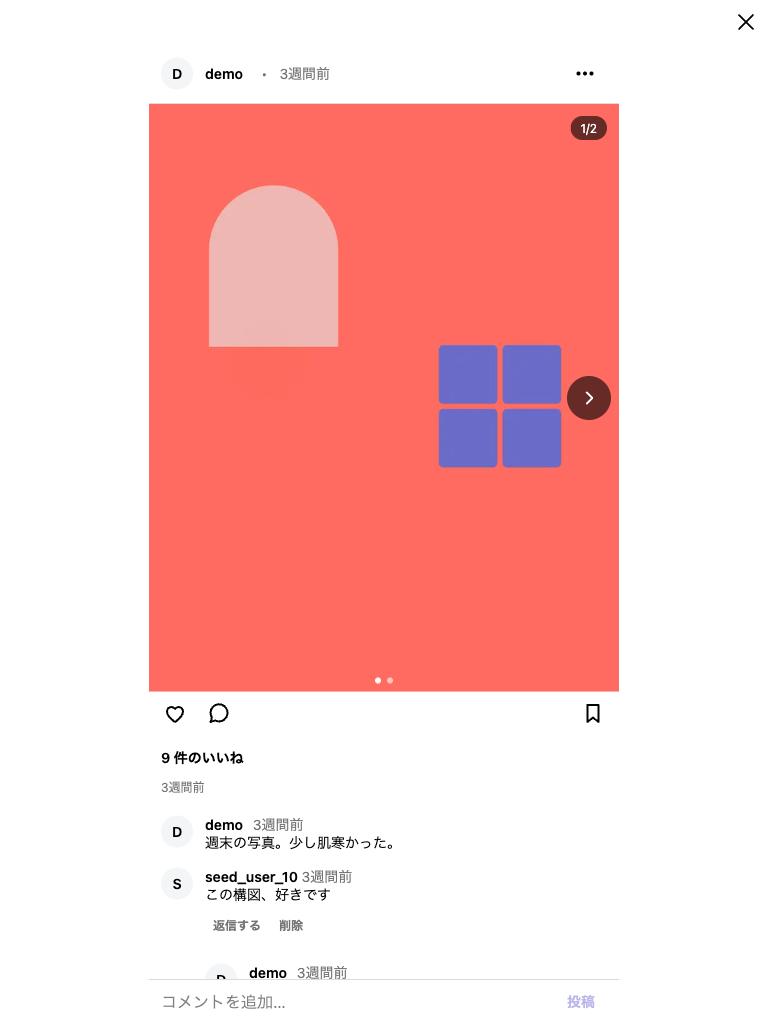 D demo • 3週間前
1/2
9 件のいいね
3週間前
D demo 3週間前
週末の写真。少し肌寒かった。
S seed_user_10 3週間前
この構図、好きです
返信する 削除
D demo 3週間前
コメントを追加... 投稿